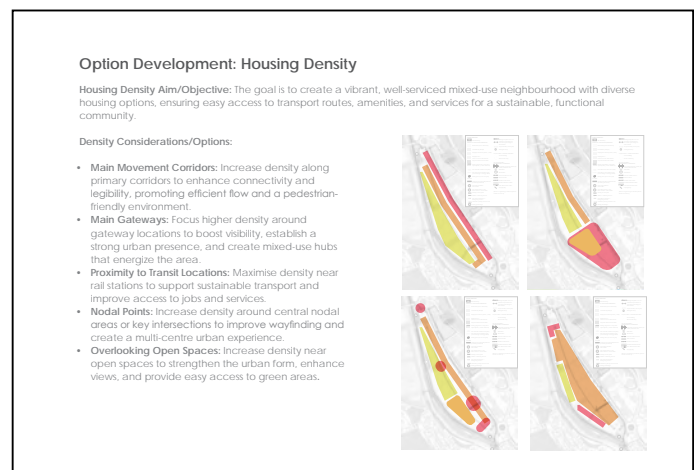 Option Development: Housing Density
Housing Density Aim/Objective: The goal is to create a vibrant, well-serviced mixed-use neighbourhood with diverse
housing options, ensuring easy access to transport routes, amenities, and services for a sustainable, functional
community.
Density Considerations/Options:
• Main Movement Corridors: Increase density along
primary corridors to enhance connectivity and
legibility, promoting efficient flow and a pedestrian-
friendly environment.
• Main Gateways: Focus higher density around
gateway locations to boost visibility, establish a
strong urban presence, and create mixed-use hubs
that energize the area.
• Proximity to Transit Locations: Maximise density near
rail stations to support sustainable transport and
improve access to jobs and services.
• Nodal Points: Increase density around central nodal
areas or key intersections to improve wayfinding and
create a multi-centre urban experience.
• Overlooking Open Spaces: Increase density near
open spaces to strengthen the urban form, enhance
views, and provide easy access to green areas.